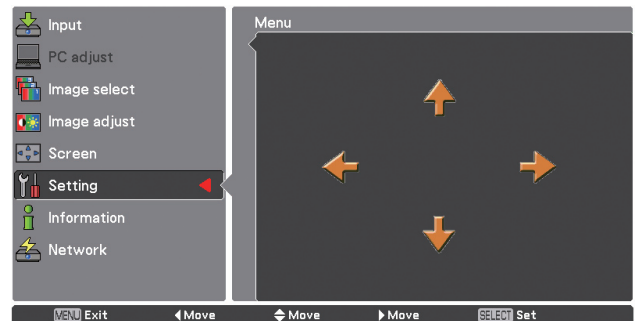 Input
PC adjust
Image select
Image adjust
Screen
Setting
Information
Network
Menu
MENU Exit ◀Move ◆Move ▶Move SELECT Set